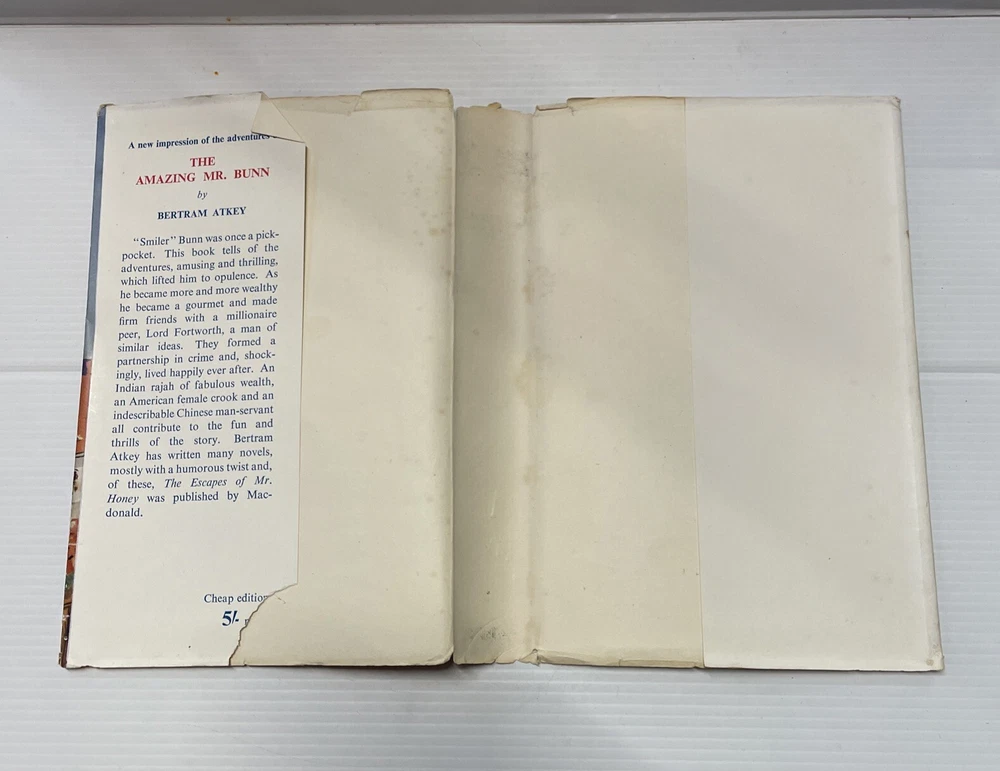 A new impression of the adventures
THE
AMAZING MR. BUNN
by
BERTRAM ATKEY
"Smiler" Bunn was once a pick-
pocket. This book tells of the
adventures, amusing and thrilling,
which lifted him to opulence. As
he became more and more wealthy
he became a gourmet and made
firm friends with a millionaire
peer, Lord Fortworth, a man of
similar ideas. They formed a
partnership in crime and, shock-
ingly, lived happily ever after. An
Indian rajah of fabulous wealth,
an American female crook and an
indescribable Chinese man-servant
all contribute to the fun and
thrills of the story. Bertram
Atkey has written many novels,
mostly with a humorous twist and,
of these, The Escapes of Mr.
Honey was published by Mac-
donald.
Cheap edition
5/-